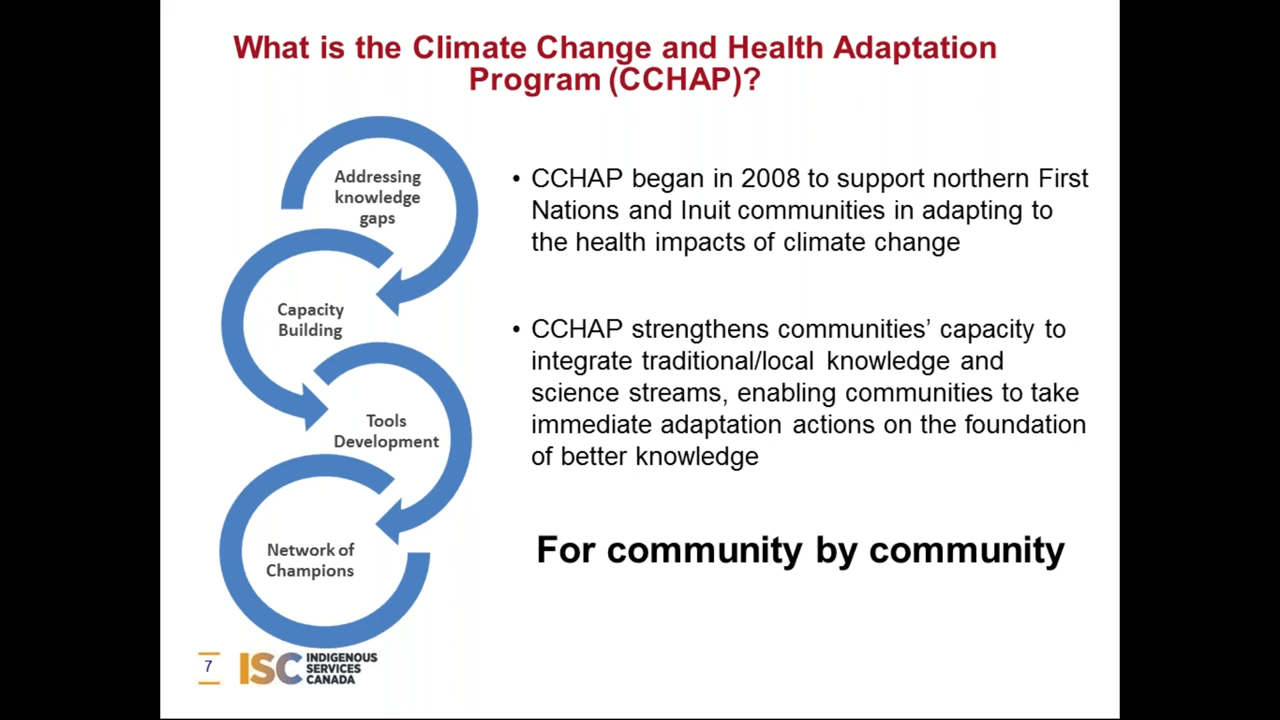 What is the Climate Change and Health Adaptation
Program (CCHAP)?
Addressing
knowledge
gaps
Capacity
Building
Tools
Development
Network of
Champions
• CCHAP began in 2008 to support northern First
Nations and Inuit communities in adapting to
the health impacts of climate change
• CCHAP strengthens communities’ capacity to
integrate traditional/local knowledge and
science streams, enabling communities to take
immediate adaptation actions on the foundation
of better knowledge
For community by community
7
ISC
INDIGENOUS
SERVICES
CANADA